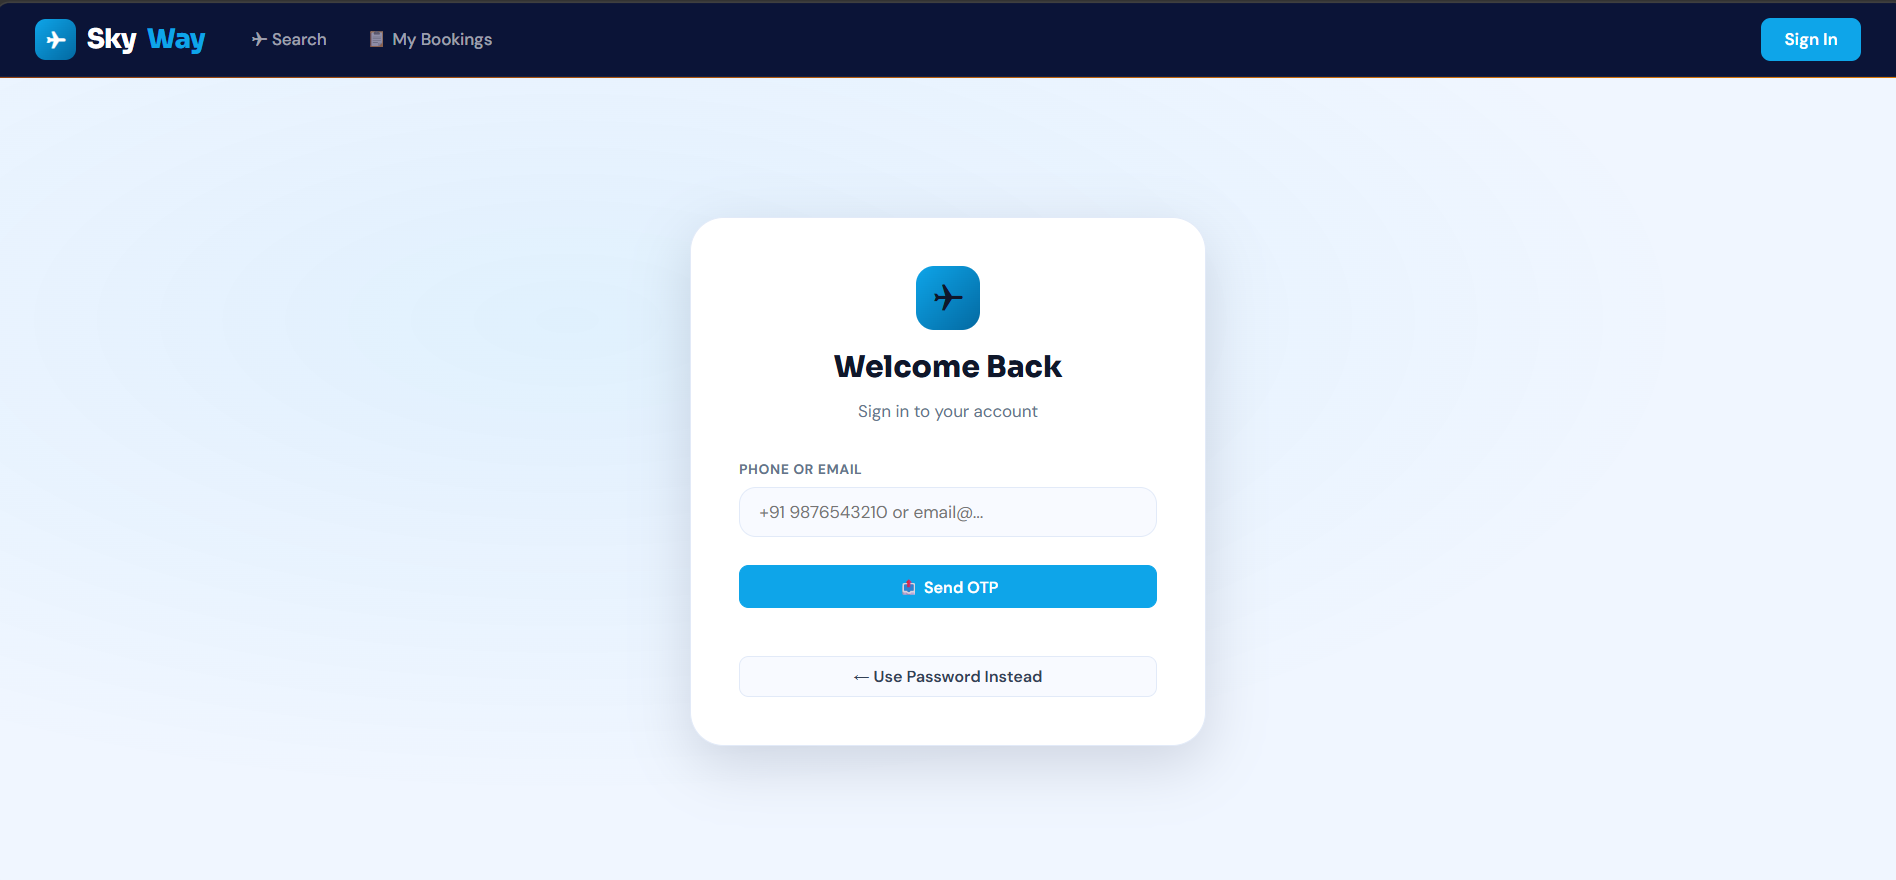 Sky Way
Search
My Bookings
Sign In
Welcome Back
Sign in to your account
PHONE OR EMAIL
+91 9876543210 or email@...
Send OTP
← Use Password Instead